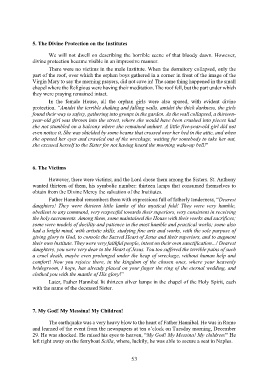 5. The Divine Protection on the Institutes
We will not dwell on describing the horrible scene of that bloody dawn. However,
divine protection became visible in an impressive manner.
There were no victims in the male Institute. When the dormitory collapsed, only the
part of the roof, over which the orphan boys gathered in a corner in front of the image of the
Virgin Mary to say the morning prayers, did not cave in! The same thing happened in the small
chapel where the Religious were having their meditation. The roof fell, but the part under which
they were praying remained intact.
In the female House, all the orphan girls were also spared, with evident divine
protection. "Amidst the terrible shaking and falling walls, amidst the thick darkness, the girls
found their way to safety, gathering into groups in the garden. As the wall collapsed, a thirteen-
year-old girl was thrown into the street, where she would have been crushed into pieces had
she not stumbled on a balcony where she remained unhurt. A little five-year-old girl did not
even notice it. She was shielded by some beams that crossed over her bed in the attic, and when
she opened her eyes and crawled out of the wreckage, waiting for somebody to take her out,
she excused herself to the Sister for not having heard the morning wake-up bell!"
6. The Victims
However, there were victims; and the Lord chose them among the Sisters. St. Anthony
wanted thirteen of them, his symbolic number: thirteen lamps that consumed themselves to
obtain from the Divine Mercy the salvation of the Institutes.
Father Hannibal remembers them with expressions full of fatherly tenderness, "Dearest
daughters! They were thirteen little lambs of this mystical fold! They were very humble,
obedient to any command, very respectful towards their superiors, very consistent in receiving
the holy sacraments. Among them, some maintained the House with their works and sacrifices;
some were models of docility and patience in the most humble and practical works; some also
had a bright mind, with artistic skills, studying fine arts and works, with the sole purpose of
giving glory to God, to console the Sacred Heart of Jesus and their superiors, and to augment
their own Institute. They were very faithful people, intent on their own sanctification...! Dearest
daughters, you were very dear to the Heart of Jesus. You too suffered the terrible pains of such
a cruel death, maybe even prolonged under the heap of wreckage, without human help and
comfort! Now you rejoice there, in the kingdom of the chosen ones, where your heavenly
bridegroom, I hope, has already placed on your finger the ring of the eternal wedding, and
clothed you with the mantle of His glory!"
Later, Father Hannibal lit thirteen silver lamps in the chapel of the Holy Spirit, each
with the name of the deceased Sister.
7. My God! My Messina! My Children!
The earthquake was a very heavy blow to the heart of Father Hannibal. He was in Rome
and learned of the event from the newspapers at ten o'clock on Tuesday morning, December
29. He was shocked. He raised his eyes to heaven. "My God! My Messina! My children!" He
left right away on the ferryboat Scilla, where, luckily, he was able to secure a seat to Naples.